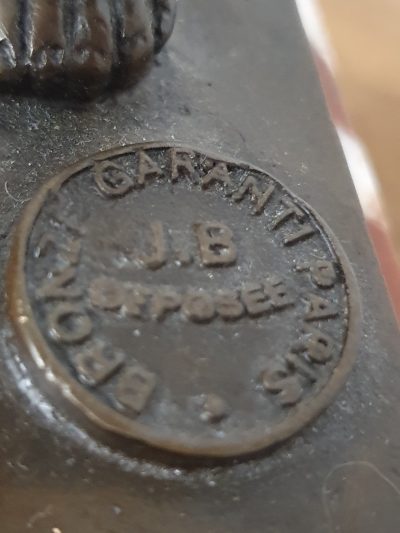 BRONZE GARANTI PARIS
J.B
DEPOSEE